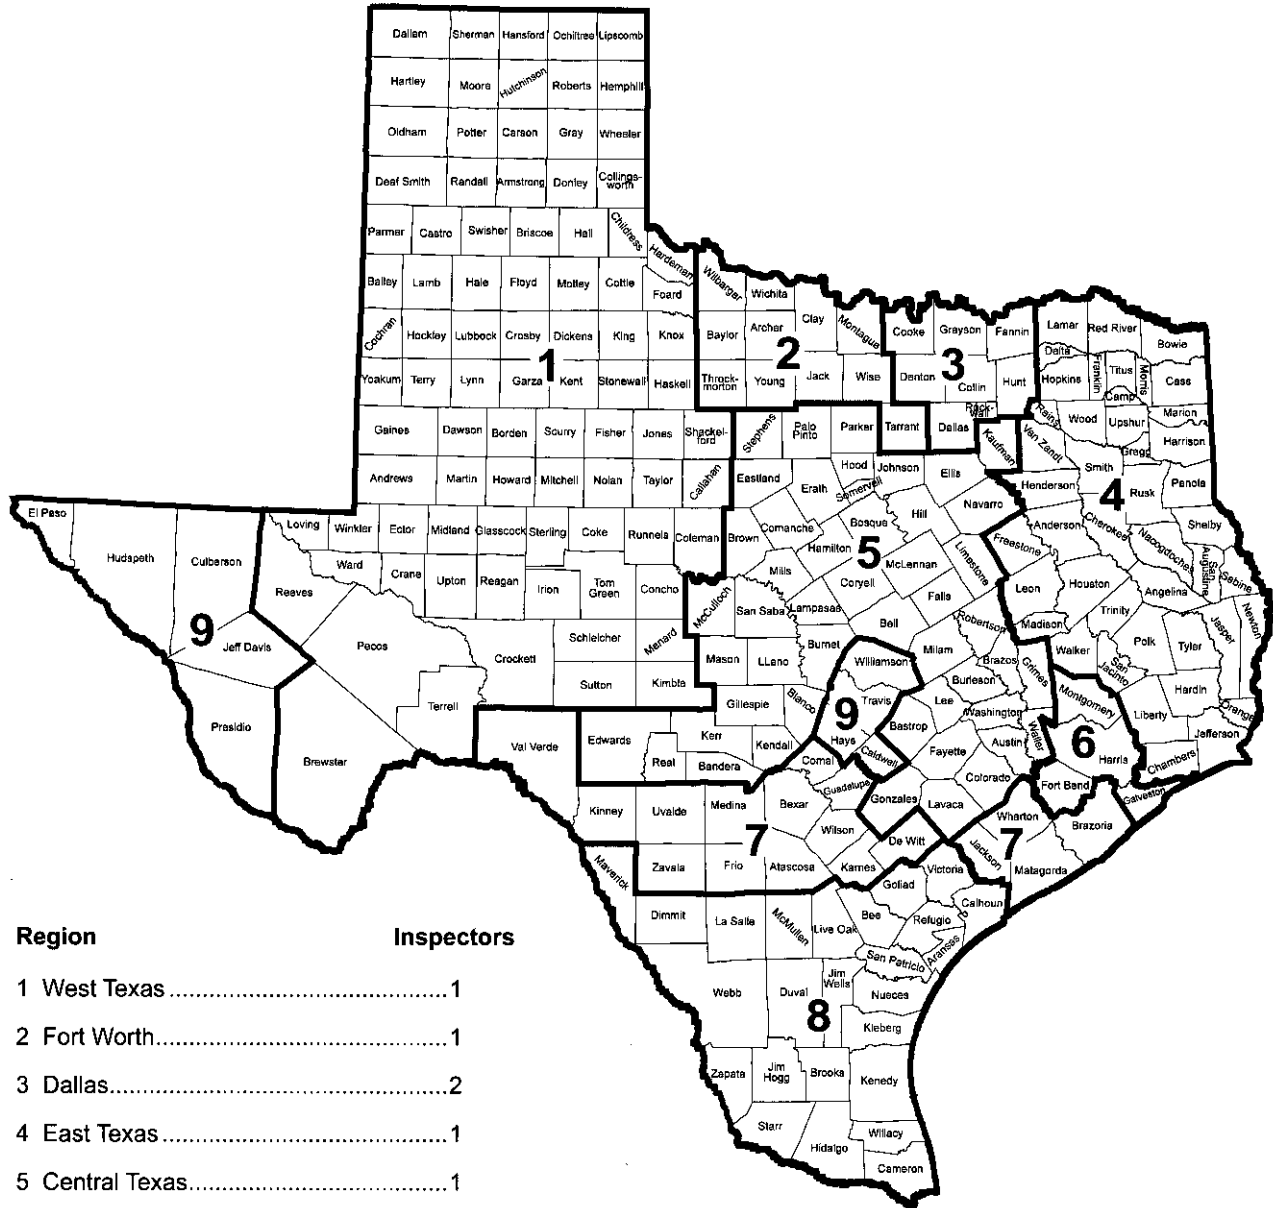 Dallam Sherman Hansford Ochiltree Lipscomb
Hartley Moore Hutchinson Roberts Hemphill
Oldham Potter Carson Gray Wheeler
Deaf Smith Randall Armstrong Donley Collings-
worth
Parmer Castro Swisher Briscoe Hall Childress
Hardeman
Bailey Lamb Hale Floyd Motley Cottle Foard Wilbarger Wichita
Cochran Hockley Lubbock Crosby Dickens King Knox Baylor Archer Clay Montague Cooke Grayson Fannin Lamar Red River Bowie
1 2 3
Delta
Yoakum Terry Lynn Garza Kent Stonewall Haskell Throck-
morton Young Jack Wise Denton Collin Hunt Hopkins Franklin Titus Camp Morris Cass
Rock-
wall
Gaines Dawson Borden Scurry Fisher Jones Shackel-
ford Stephens Palo
Pinto Parker Tarrant Dallas Kaufman Rains Wood Upshur Marion
Van Zandt Gregg Harrison
Andrews Martin Howard Mitchell Nolan Taylor Callahan Eastland Erath Hood Somervell Johnson Ellis Navarro Henderson Smith Rusk Panola
4
El Paso Hudspeth Culberson Loving Winkler Ector Midland Glasscock Sterling Coke Runnels Coleman Brown Comanche Hamilton Bosque Hill Freestone Anderson Cherokee Nacogdoches Shelby
5
Reeves Ward Crane Upton Reagan Irion Tom
Green Concho McCulloch Mills San Saba Lampasas Coryell McLennan Limestone Falls Leon Houston Angelina San
Augustine Sabine
9
Jeff Davis Pecos Crockett Schleicher Menard Mason LLeno Burnet Bell Milam Robertson Madison Trinity Polk Tyler Jasper Newton
Presidio Brewster Terrell Sutton Kimble Gillespie Blanco Williamson Travis Burleson Brazos Grimes Walker San
Jacinto Hardin
9 6
Val Verde Edwards Real Kerr Bandera Kendall Hays Comal Caldwell Bastrop Lee Washington Fayette Austin Waller Montgomery Harris Liberty Orange Jefferson Chambers
Kinney Uvalde Medina Bexar Guadalupe Gonzales Lavaca Colorado Fort Bend Galveston
Wilson Wharton Brazoria
7 7
Maverick Zavala Frio Atascosa Karnes De Witt Jackson Matagorda
Dimmit La Salle McMullen Live Oak Bee Goliad Victoria Calhoun Refugio Aransas
San Patricio
Webb Duval Jim
Wells Nueces
8
Kleberg
Zapata Jim
Hogg Brooks Kenedy
Starr Hidalgo Willacy
Cameron
Region Inspectors
1 West Texas..................................1
2 Fort Worth...................................1
3 Dallas.........................................2
4 East Texas...................................1
5 Central Texas...............................1